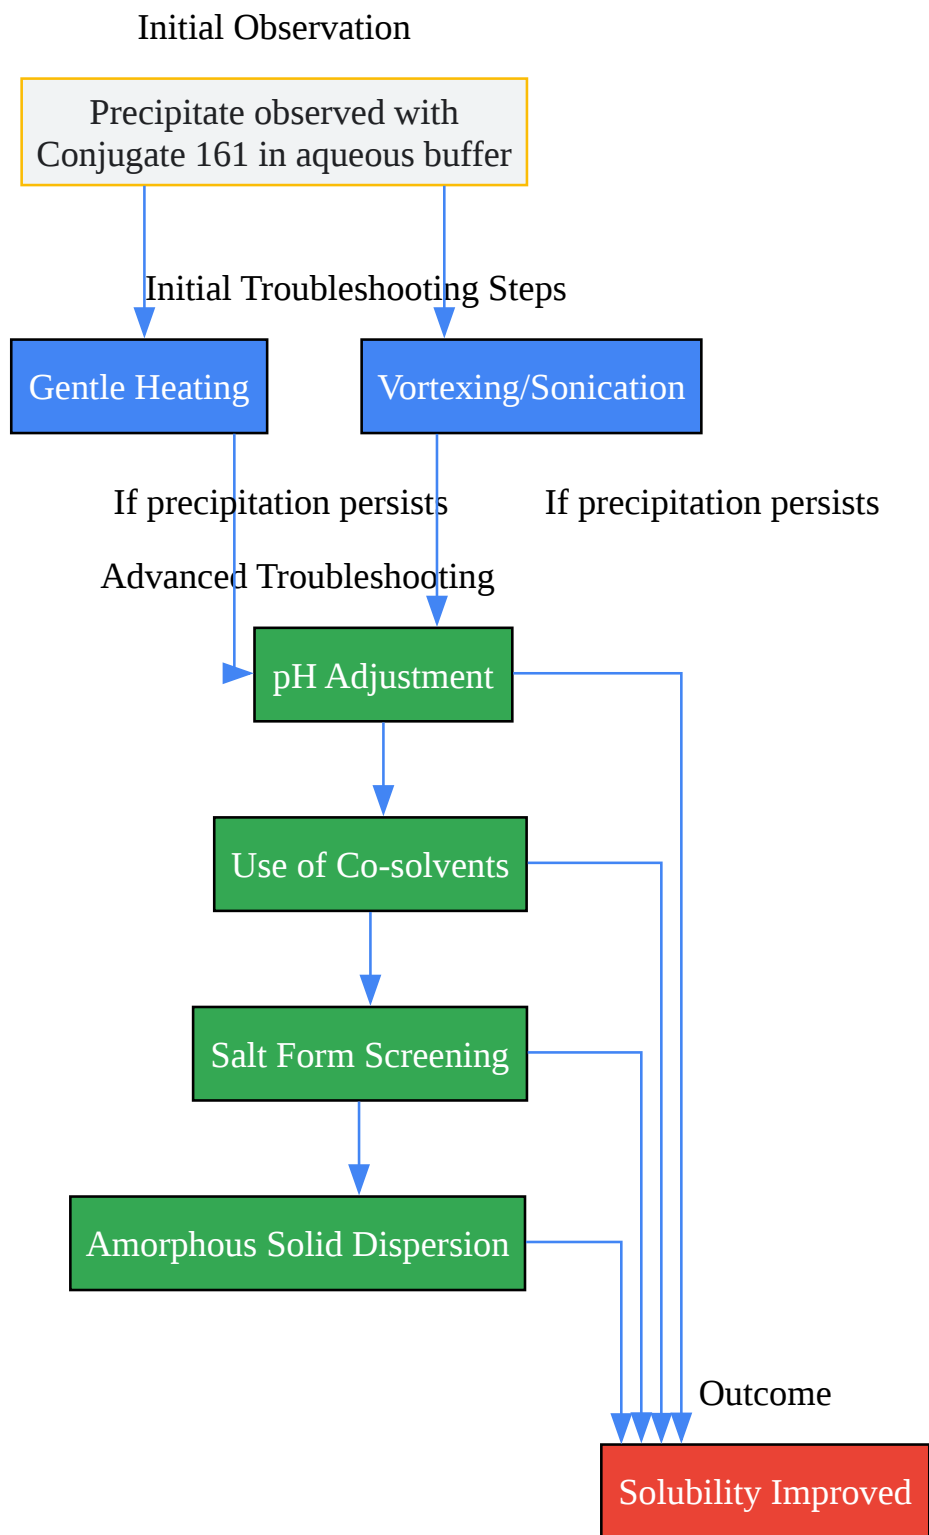 Initial Observation
Precipitate observed with
Conjugate 161 in aqueous buffer
Initial Troubleshooting Steps
Gentle Heating
Vortexing/Sonication
If precipitation persists
If precipitation persists
Advanced Troubleshooting
pH Adjustment
Use of Co-solvents
Salt Form Screening
Amorphous Solid Dispersion
Outcome
Solubility Improved